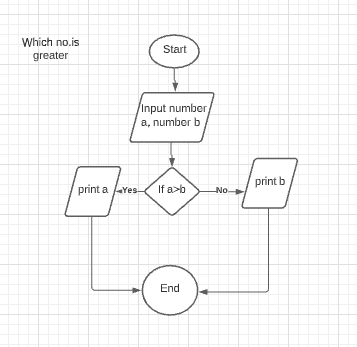 Which no.is
greater
Start
Input number
a, number b
If a>b
Yes
No
print a
print b
End